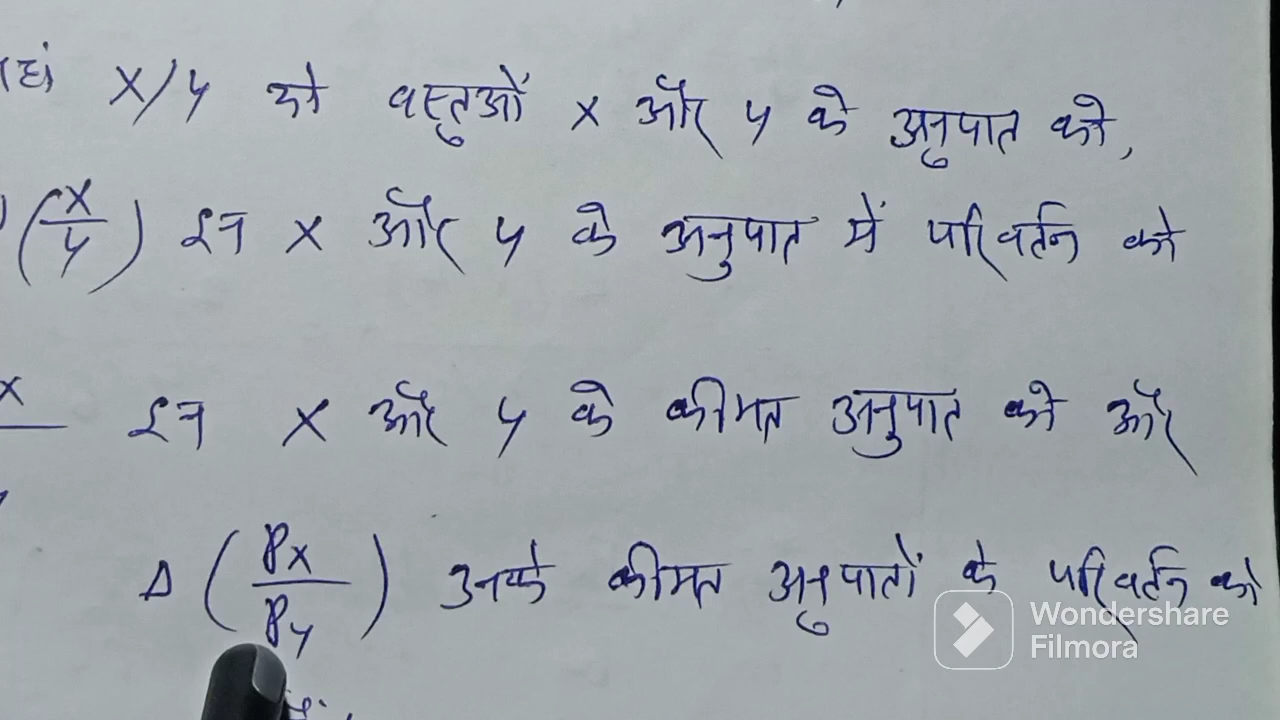 यहां X/y को वस्तुओं X और y के अनुपात को,
(X/y) इन X और y के अनुपात में परिवर्तन को
X इन X और y के कीमत अनुपात को और
Δ (Px/Py) उनके कीमत अनुपातों के परिवर्तन को
Wondershare
Filmora